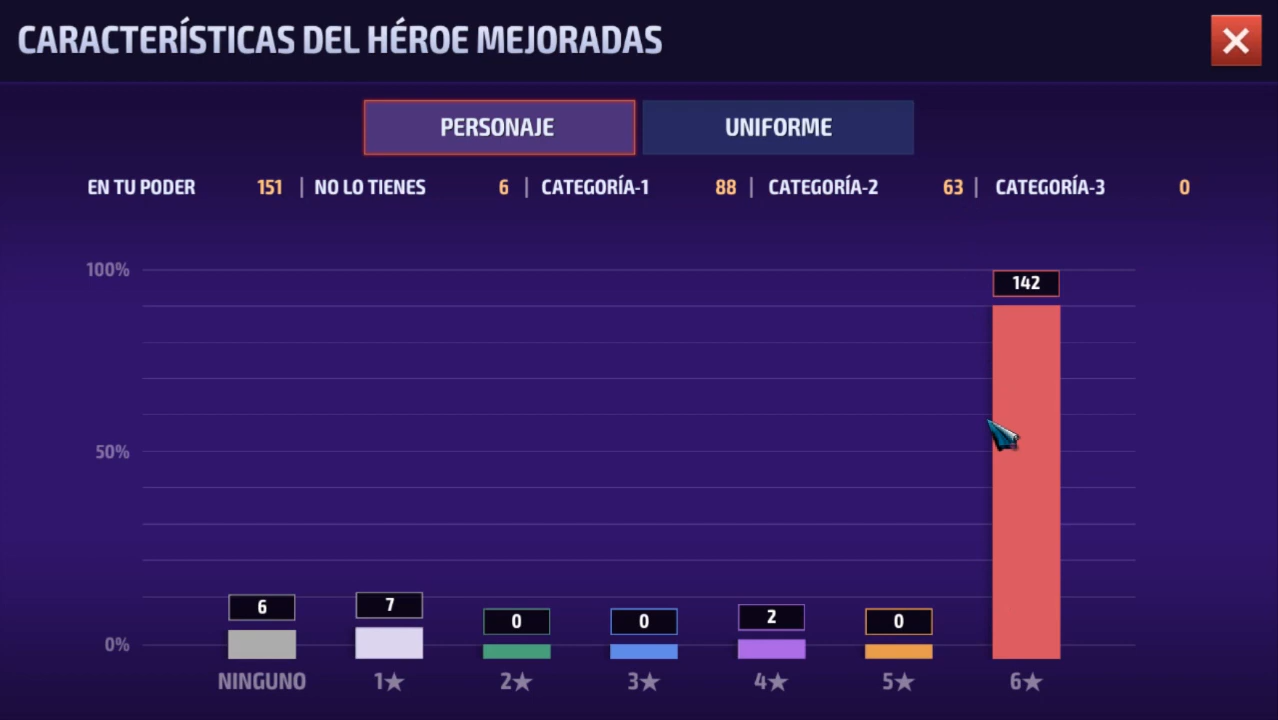 CARACTERÍSTICAS DEL HÉROE MEJORADAS
PERSONAJE UNIFORME
EN TU PODER 151 | NO LO TIENES 6 | CATEGORÍA-1 88 | CATEGORÍA-2 63 | CATEGORÍA-3 0
100%
142
50%
6 7 0 0 2 0
0%
NINGUNO 1★ 2★ 3★ 4★ 5★ 6★